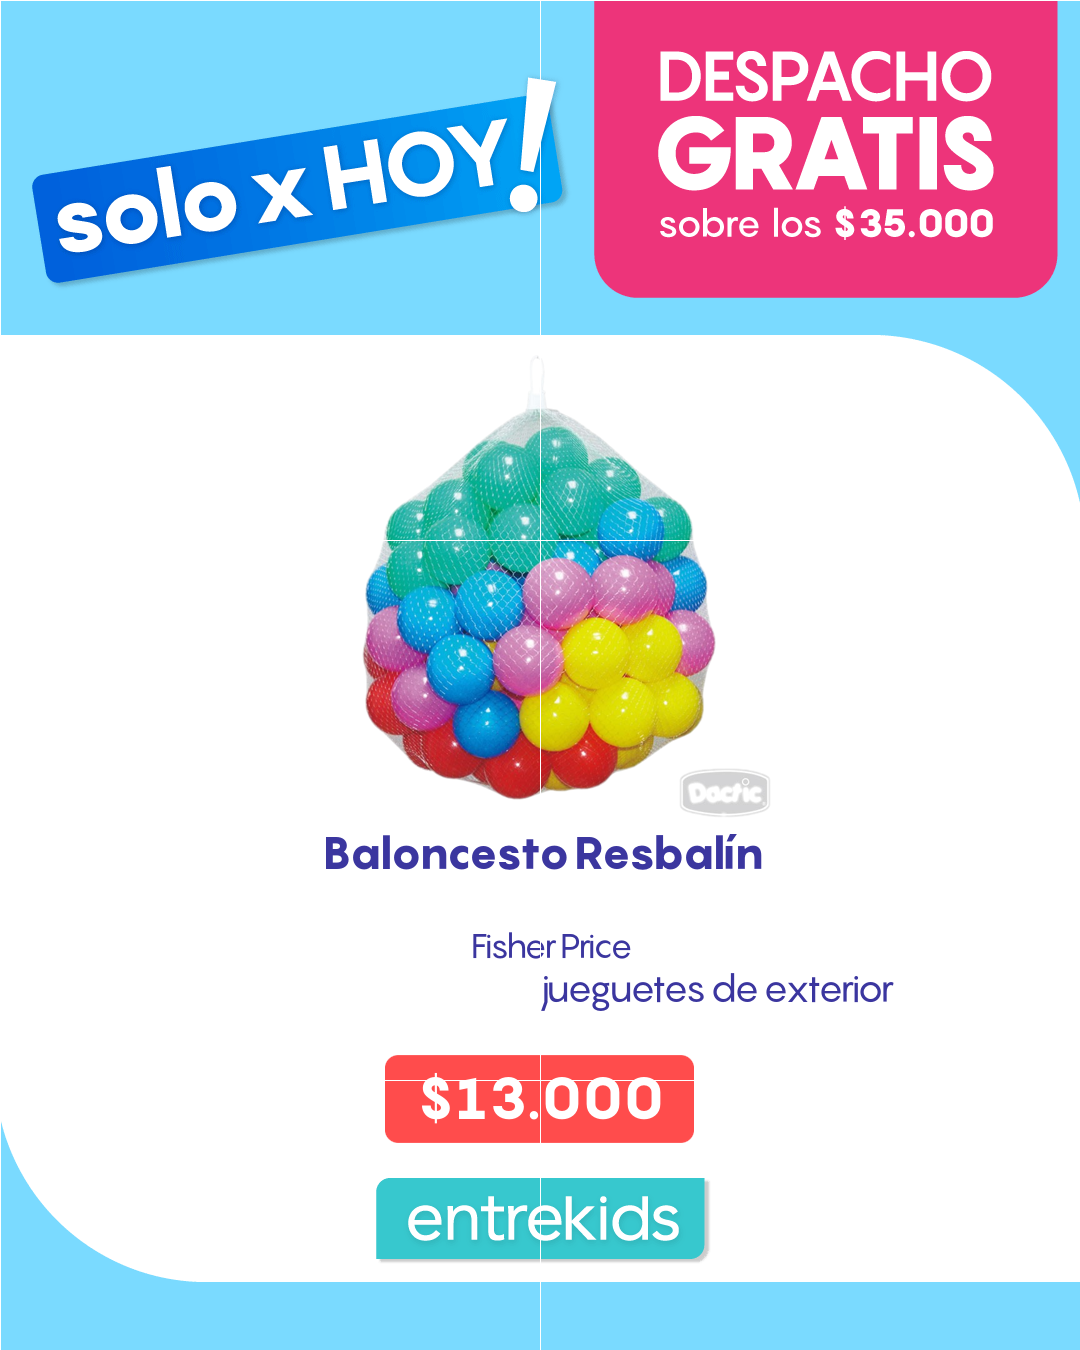 solo x HOY!
DESPACHO
GRATIS
sobre los $35.000
Dactic
Baloncesto Resbalín
Fisher Price
jueguetes de exterior
$13.000
entrekids